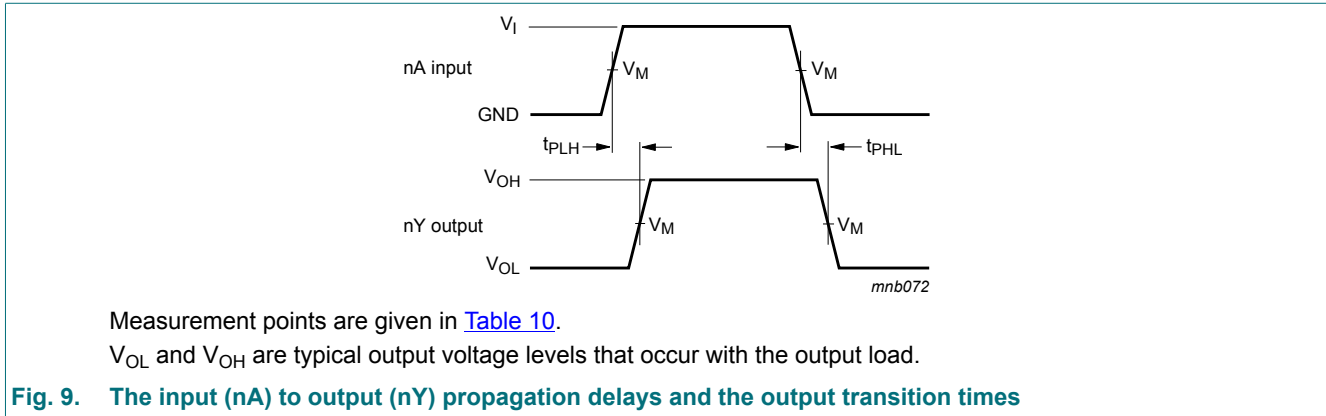 V_I
nA input
V_M
V_M
GND
t_PLH
t_PHL
V_OH
nY output
V_M
V_M
V_OL
mnb072
Measurement points are given in Table 10.
V_OL and V_OH are typical output voltage levels that occur with the output load.
Fig. 9. The input (nA) to output (nY) propagation delays and the output transition times